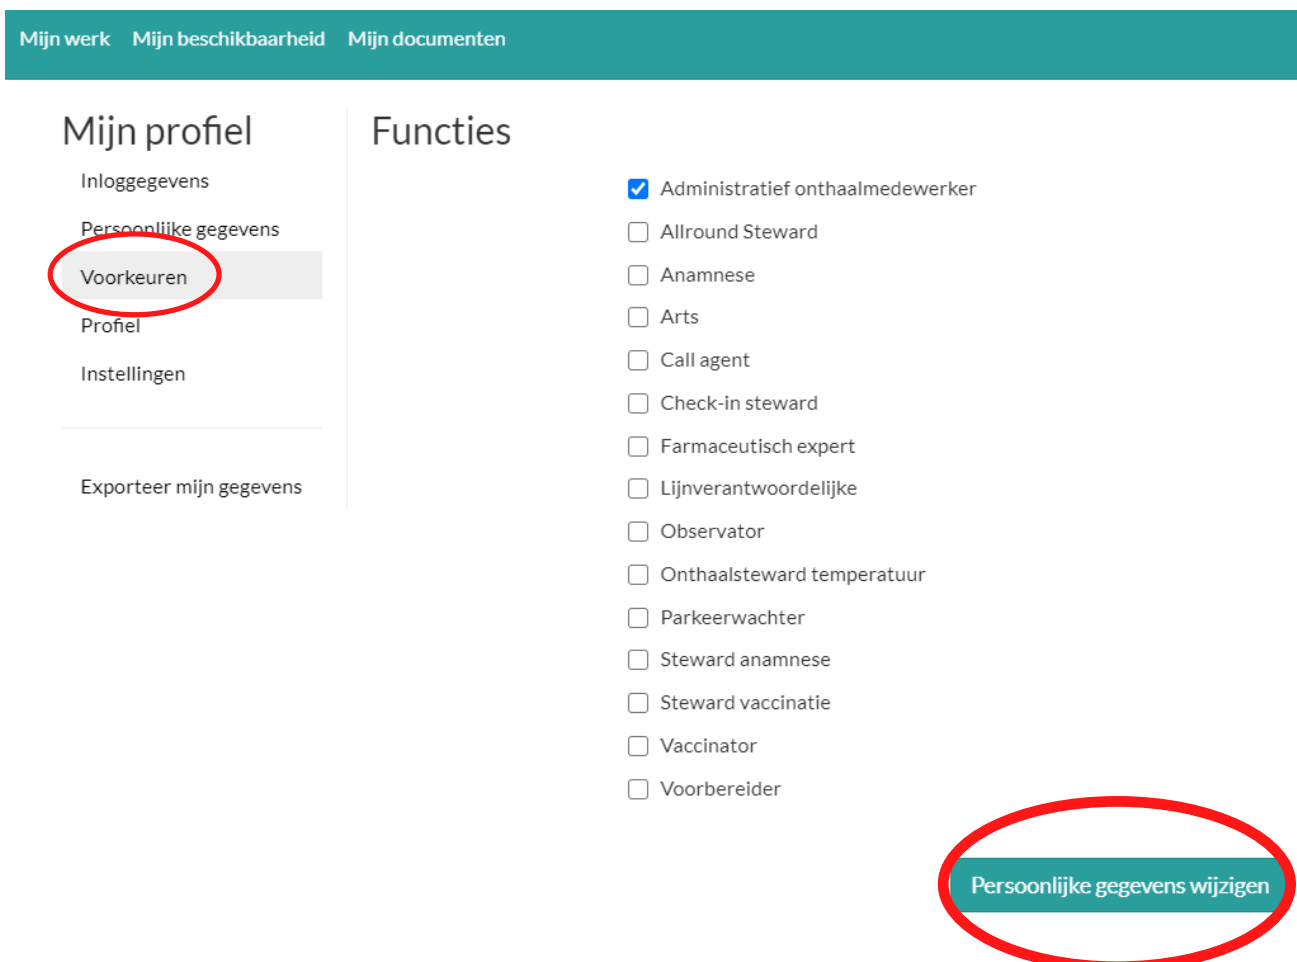 Mijn werk Mijn beschikbaarheid Mijn documenten
Mijn profiel
Inloggegevens
Persoonlijke gegevens
Voorkeuren
Profiel
Instellingen
Exporteer mijn gegevens
Functies
Administratief onthaalmedewerker
Allround Steward
Anamnese
Arts
Call agent
Check-in steward
Farmaceutisch expert
Lijnverantwoordelijke
Observator
Onthaalsteward temperatuur
Parkeerwachter
Steward anamnese
Steward vaccinatie
Vaccinator
Voorbereider
Persoonlijke gegevens wijzigen